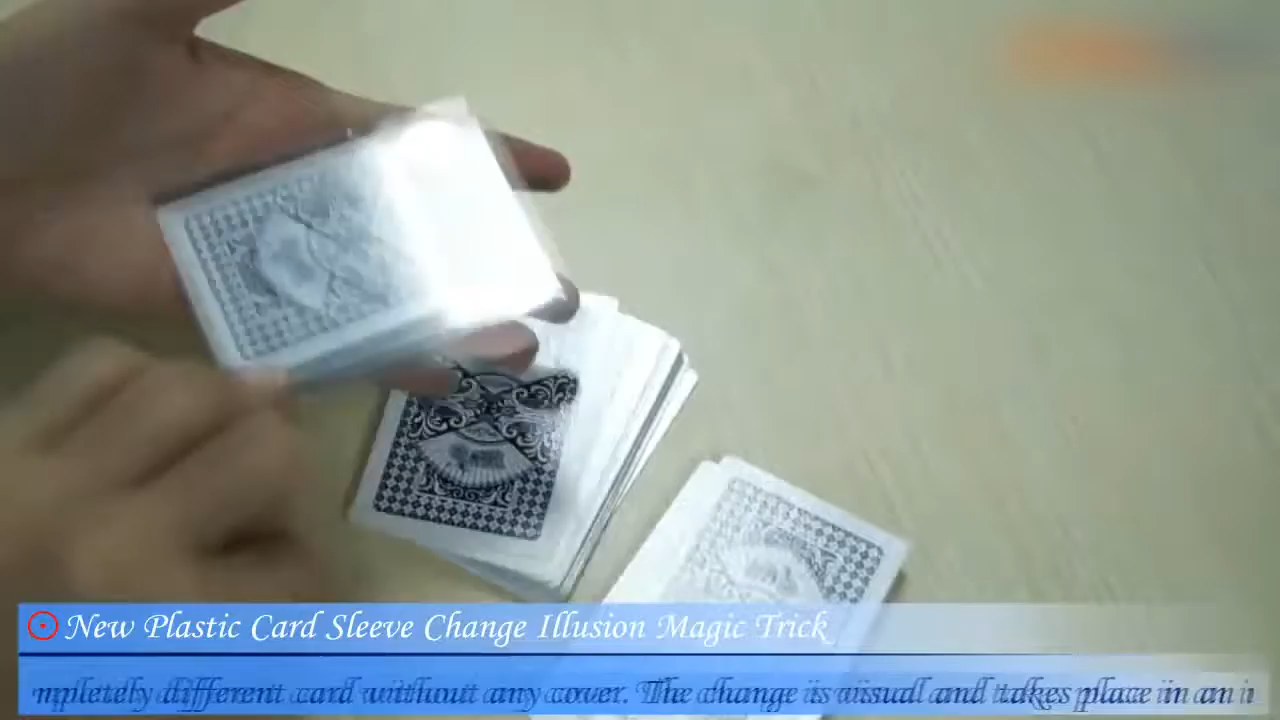 New Plastic Card Sleeve Change Illusion Magic Trick
mpletely different card without any cover. The change is visual and takes place in an i